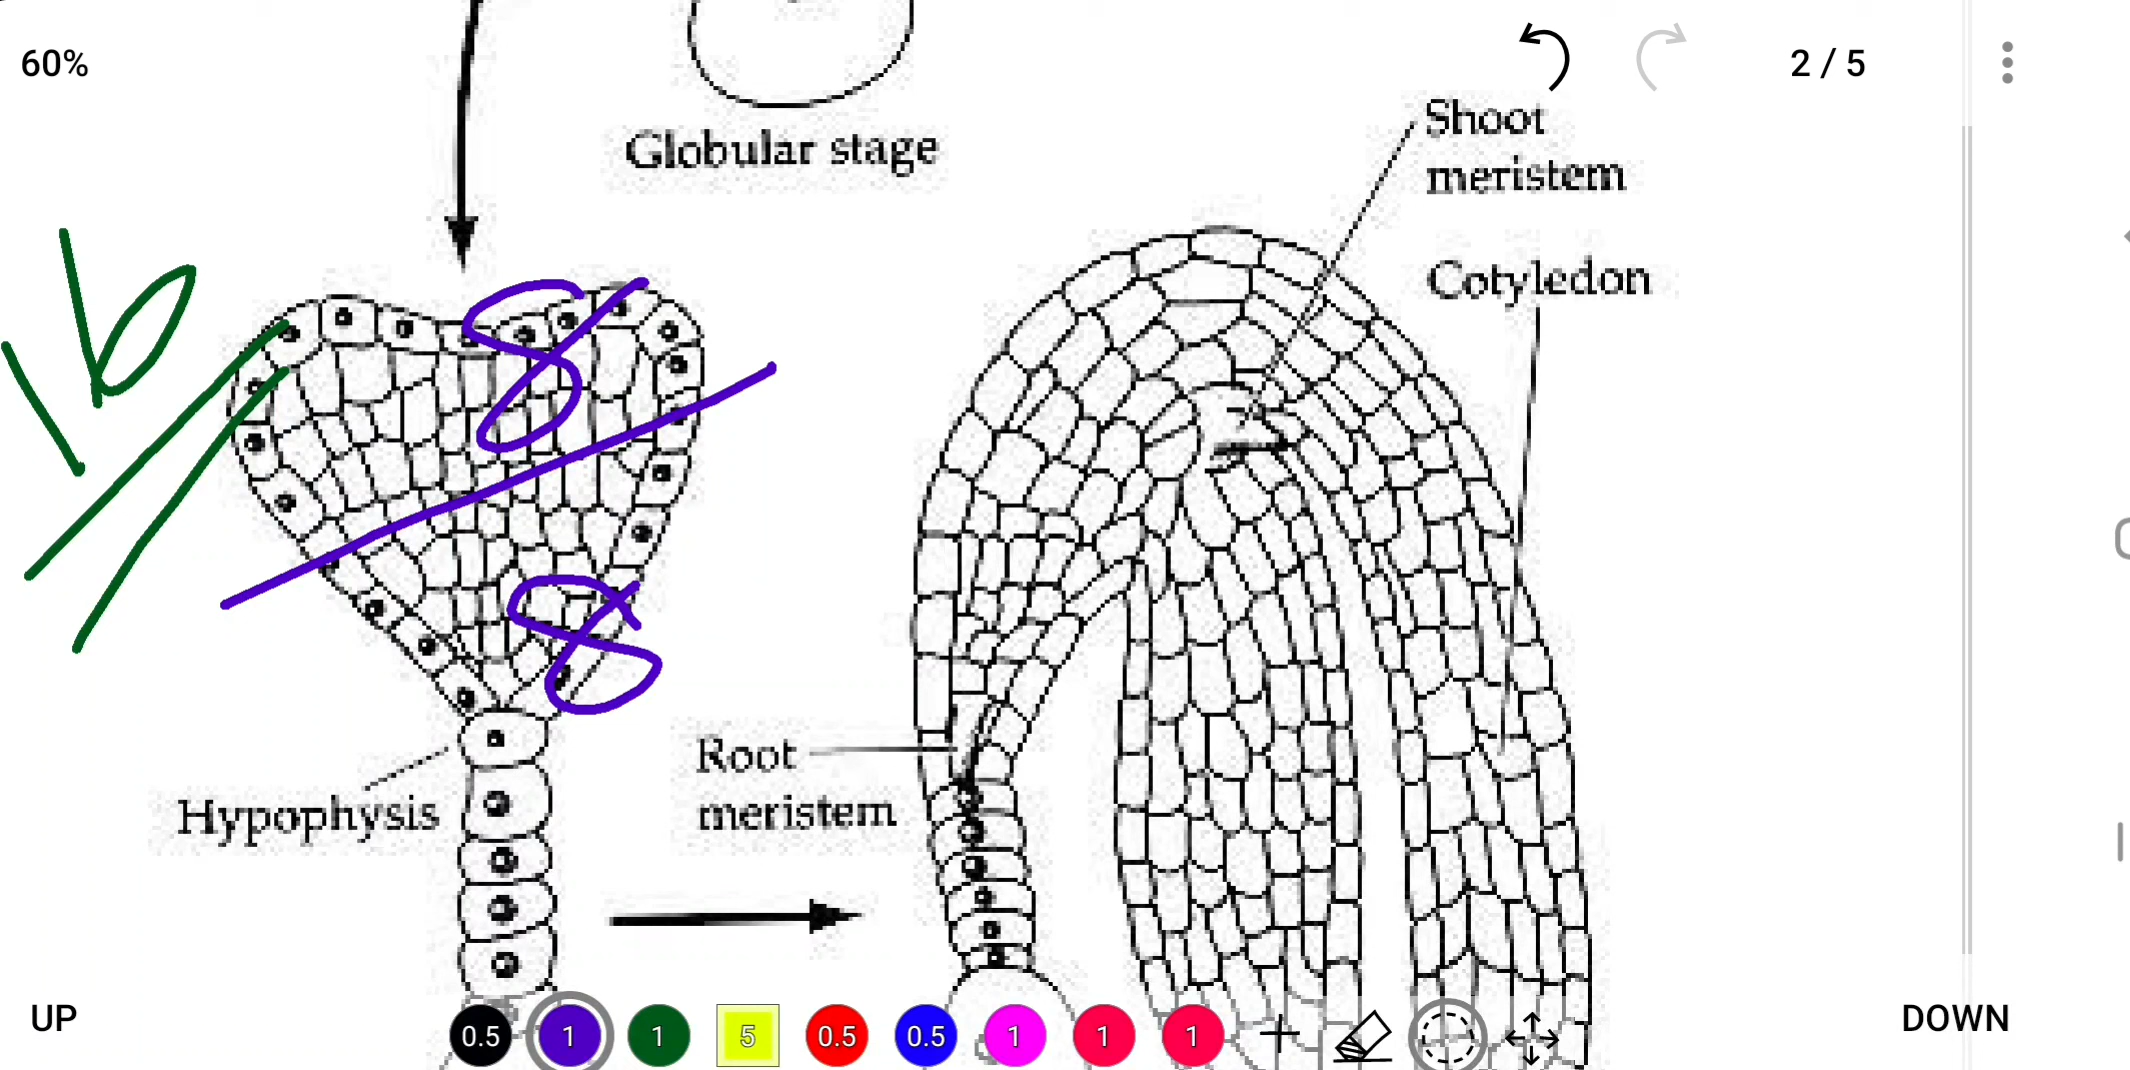 60%
2 / 5
Globular stage
Shoot
meristem
Cotyledon
16
8
8
Root
meristem
Hypophysis
UP
DOWN
0.5
1
1
5
0.5
0.5
1
1
1